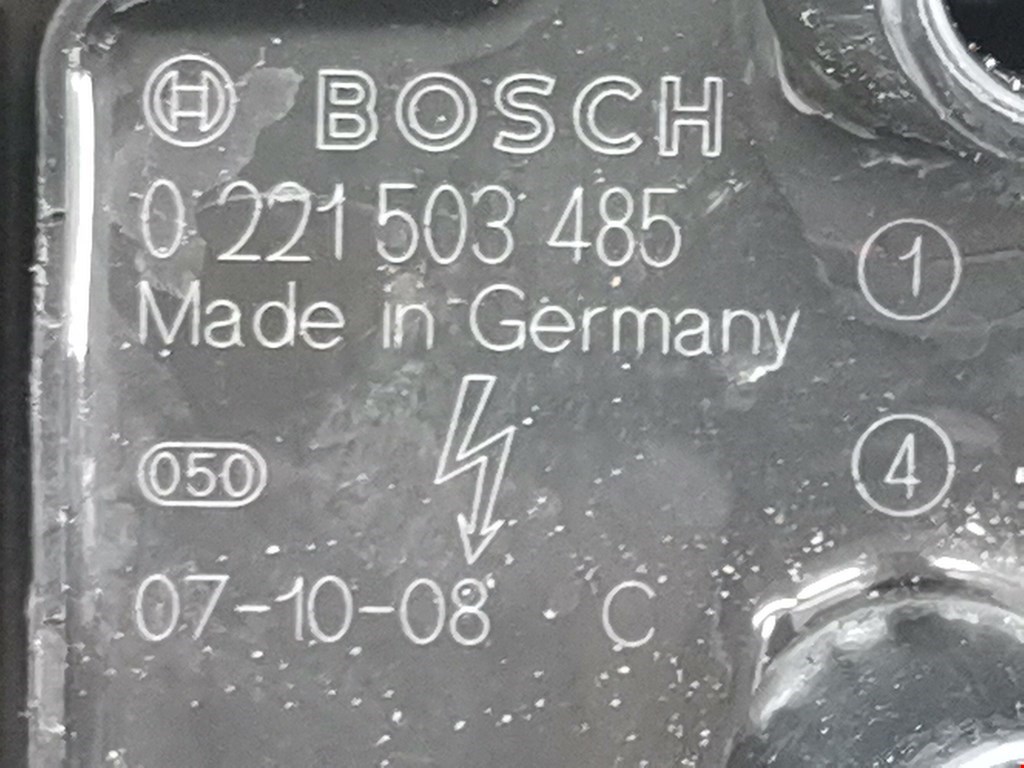 BOSCH
0 221 503 485
Made in Germany
1
050
4
07-10-08 C